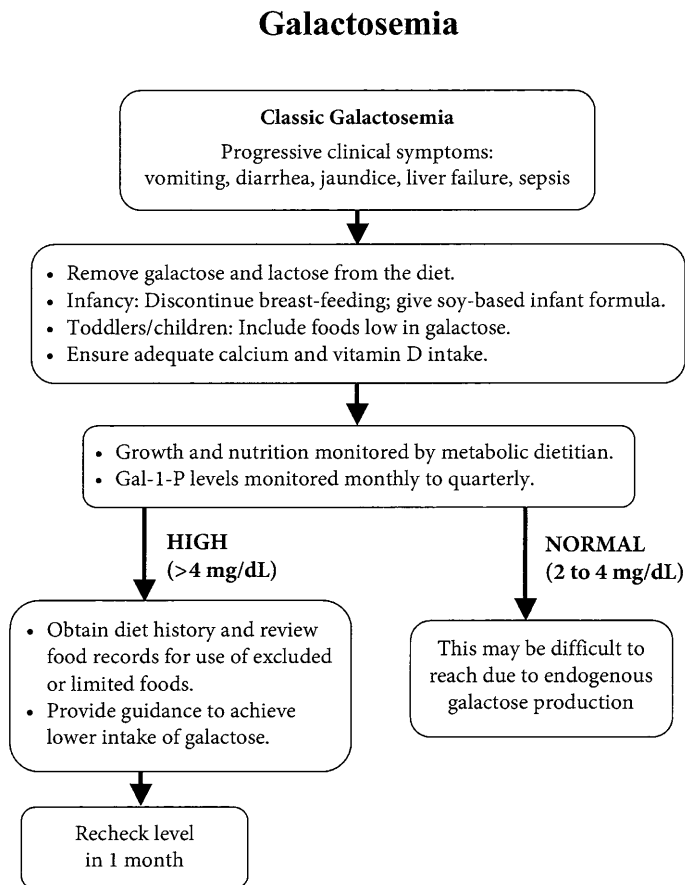 Galactosemia
Classic Galactosemia
Progressive clinical symptoms:
vomiting, diarrhea, jaundice, liver failure, sepsis
• Remove galactose and lactose from the diet.
• Infancy: Discontinue breast-feeding; give soy-based infant formula.
• Toddlers/children: Include foods low in galactose.
• Ensure adequate calcium and vitamin D intake.
• Growth and nutrition monitored by metabolic dietitian.
• Gal-1-P levels monitored monthly to quarterly.
HIGH
(>4 mg/dL)
NORMAL
(2 to 4 mg/dL)
• Obtain diet history and review
food records for use of excluded
or limited foods.
• Provide guidance to achieve
lower intake of galactose.
This may be difficult to
reach due to endogenous
galactose production
Recheck level
in 1 month